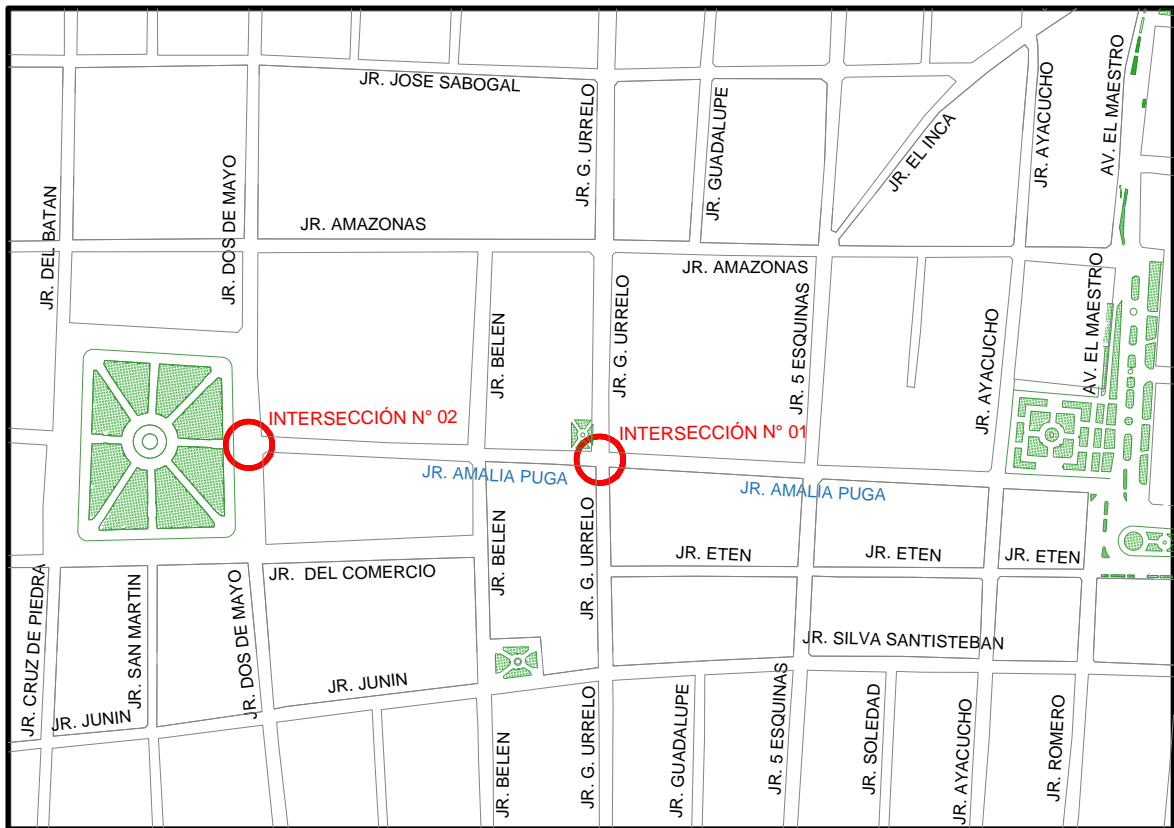 JR. JOSE SABOGAL
JR. G. URRELO
JR. GUADALUPE
JR. EL INCA
JR. AYACUCHO
AV. EL MAESTRO
JR. DEL BATAN
JR. DOS DE MAYO
JR. AMAZONAS
JR. AMAZONAS
JR. BELEN
JR. G. URRELO
JR. 5 ESQUINAS
JR. AYACUCHO
AV. EL MAESTRO
INTERSECCIÓN N° 02
INTERSECCIÓN N° 01
JR. AMALIA PUGA
JR. AMALIA PUGA
JR. BELEN
JR. G. URRELO
JR. ETEN
JR. ETEN
JR. ETEN
JR. DEL COMERCIO
JR. CRUZ DE PIEDRA
JR. SAN MARTIN
JR. DOS DE MAYO
JR. SILVA SANTISTEBAN
JR. JUNIN
JR. JUNIN
JR. BELEN
JR. G. URRELO
JR. GUADALUPE
JR. 5 ESQUINAS
JR. SOLEDAD
JR. AYACUCHO
JR. ROMERO